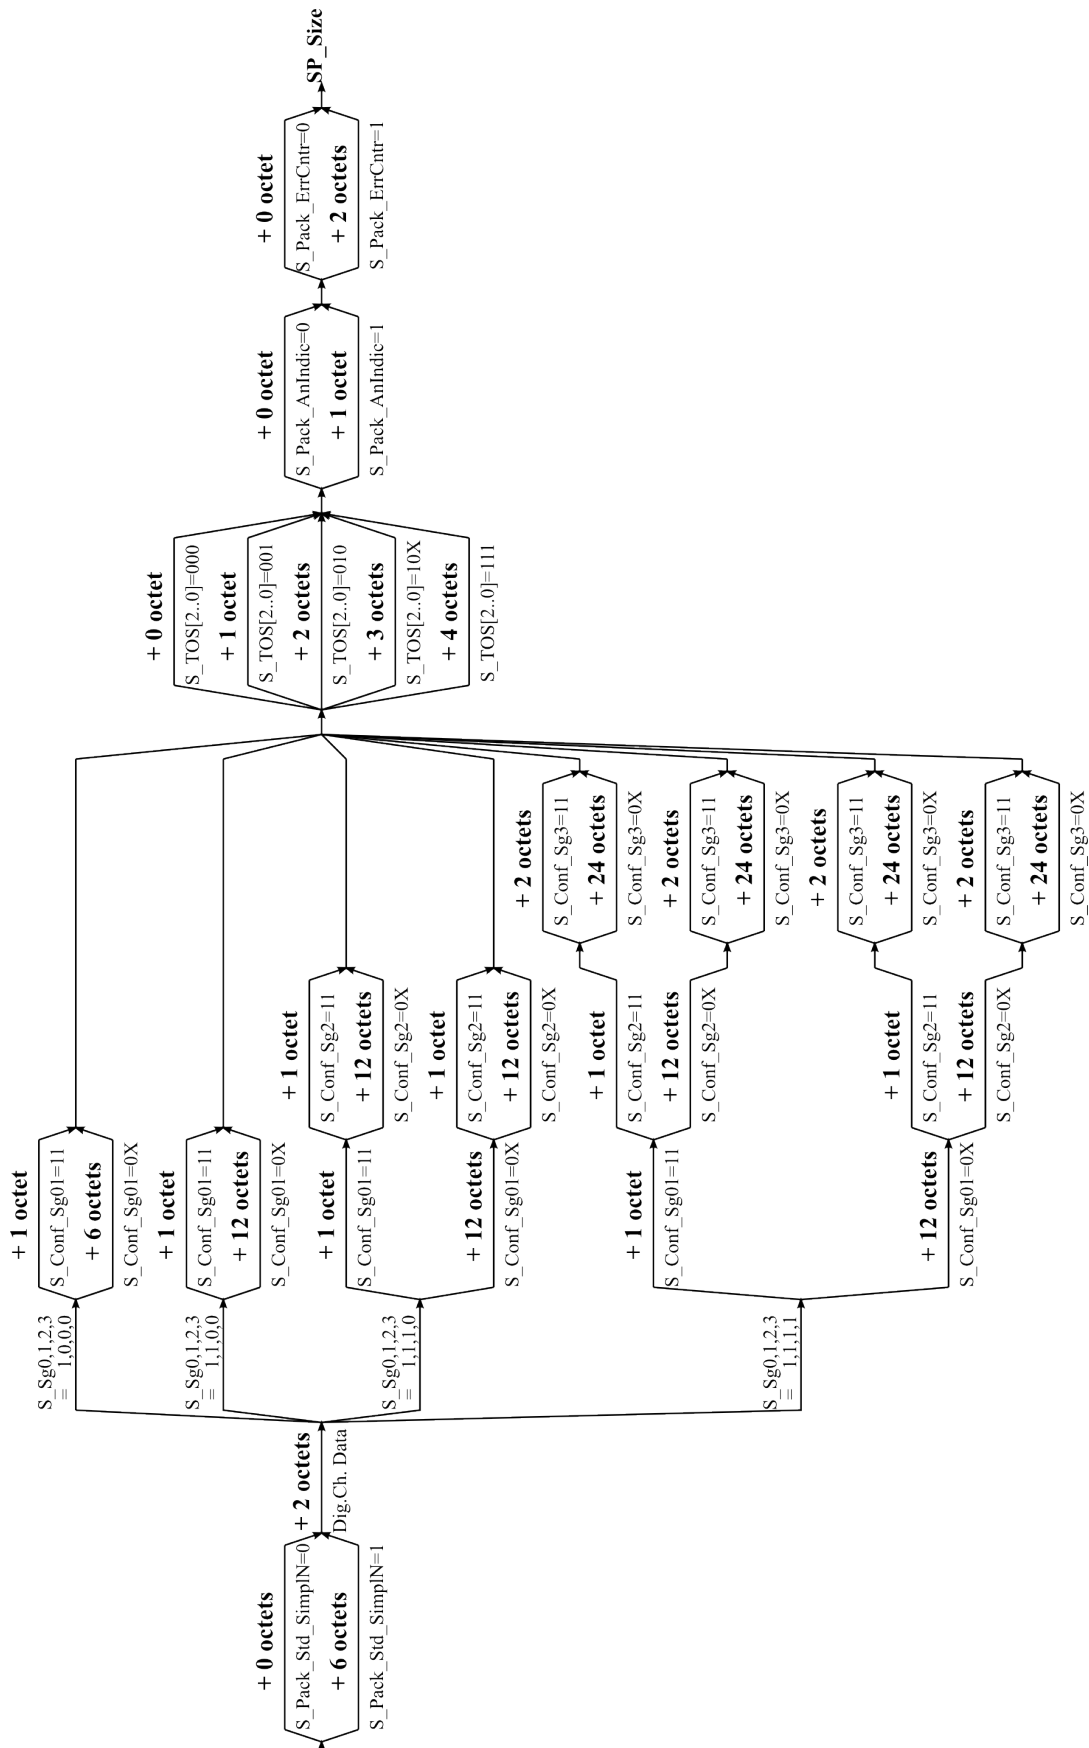 + 0 octets
S_Pack_Std_SimplN=0
+ 6 octets
S_Pack_Std_SimplN=1
+ 2 octets
Dig.Ch. Data
S_Sg0,1,2,3
= 1,0,0,0
S_Sg0,1,2,3
= 1,1,0,0
S_Sg0,1,2,3
= 1,1,1,0
S_Sg0,1,2,3
= 1,1,1,1
+ 1 octet
S_Conf_Sg01=11
+ 6 octets
S_Conf_Sg01=0X
+ 1 octet
S_Conf_Sg01=11
+ 12 octets
S_Conf_Sg01=0X
+ 1 octet
S_Conf_Sg01=11
+ 12 octets
S_Conf_Sg01=0X
+ 1 octet
S_Conf_Sg01=11
+ 12 octets
S_Conf_Sg01=0X
+ 1 octet
S_Conf_Sg2=11
+ 12 octets
S_Conf_Sg2=0X
+ 1 octet
S_Conf_Sg2=11
+ 12 octets
S_Conf_Sg2=0X
+ 1 octet
S_Conf_Sg2=11
+ 12 octets
S_Conf_Sg2=0X
+ 1 octet
S_Conf_Sg2=11
+ 12 octets
S_Conf_Sg2=0X
+ 2 octets
S_Conf_Sg3=11
+ 24 octets
S_Conf_Sg3=0X
+ 2 octets
S_Conf_Sg3=11
+ 24 octets
S_Conf_Sg3=0X
+ 2 octets
S_Conf_Sg3=11
+ 24 octets
S_Conf_Sg3=0X
+ 2 octets
S_Conf_Sg3=11
+ 24 octets
S_Conf_Sg3=0X
+ 0 octet
S_TOS[2..0]=000
+ 1 octet
S_TOS[2..0]=001
+ 2 octets
S_TOS[2..0]=010
+ 3 octets
S_TOS[2..0]=10X
+ 4 octets
S_TOS[2..0]=111
+ 0 octet
S_Pack_AnIndic=0
+ 1 octet
S_Pack_AnIndic=1
+ 0 octet
S_Pack_ErrCntr=0
+ 2 octets
S_Pack_ErrCntr=1
SP_Size